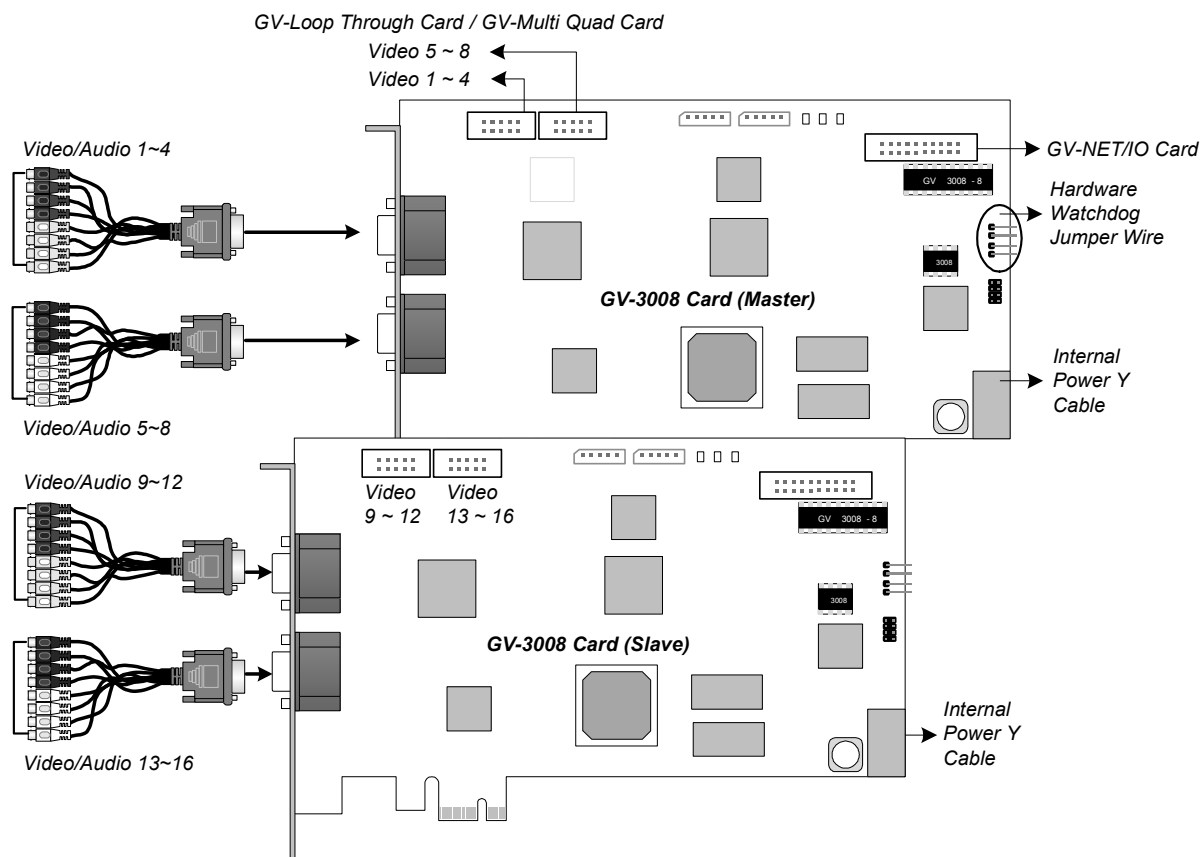 GV-Loop Through Card / GV-Multi Quad Card
Video 5 ~ 8
Video 1 ~ 4
Video/Audio 1~4
GV-NET/IO Card
GV 3008 - 8
Hardware
Watchdog
Jumper Wire
3008
GV-3008 Card (Master)
Internal
Power Y
Cable
Video/Audio 5~8
Video/Audio 9~12
Video
9 ~ 12
Video
13 ~ 16
GV 3008 - 8
3008
GV-3008 Card (Slave)
Internal
Power Y
Cable
Video/Audio 13~16